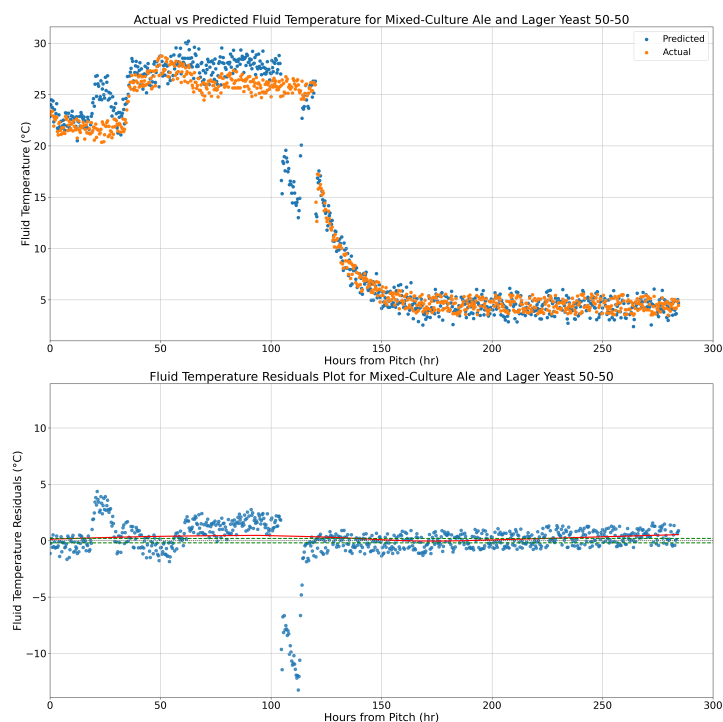 Actual vs Predicted Fluid Temperature for Mixed-Culture Ale and Lager Yeast 50-50
Predicted
Actual
Fluid Temperature (°C)
30
25
20
15
10
5
0 50 100 150 200 250 300
Hours from Pitch (hr)
Fluid Temperature Residuals Plot for Mixed-Culture Ale and Lager Yeast 50-50
Fluid Temperature Residuals (°C)
10
5
0
−5
−10
0 50 100 150 200 250 300
Hours from Pitch (hr)